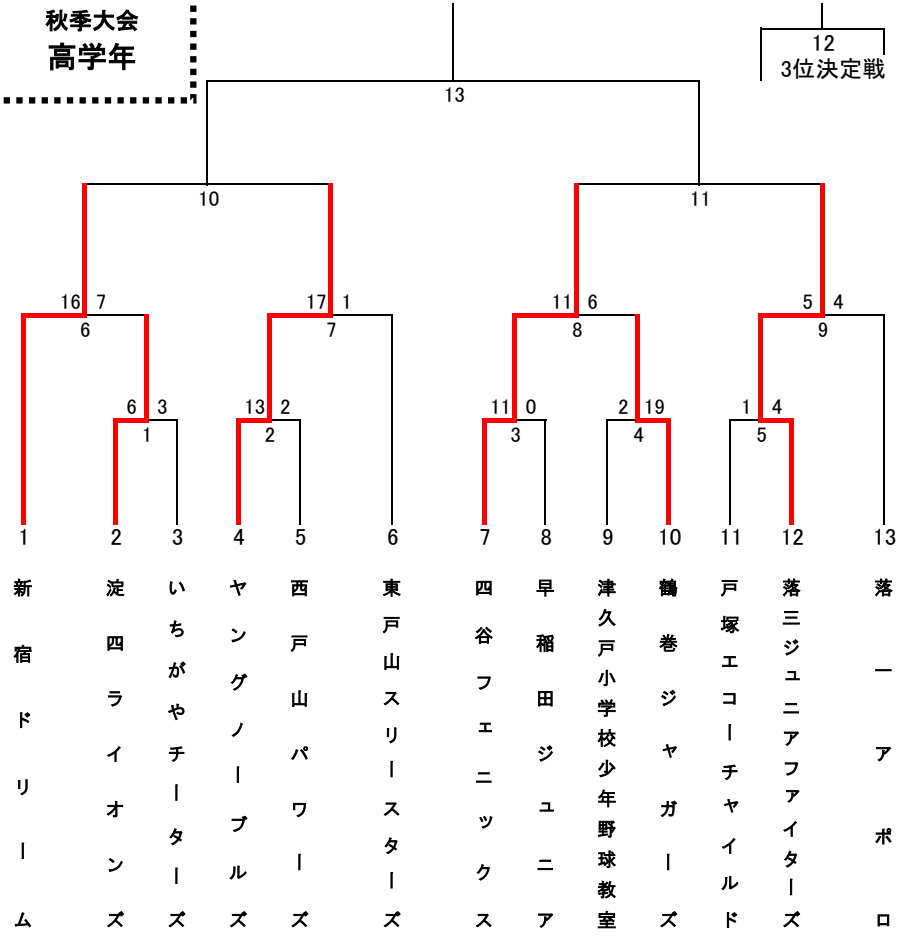 秋季大会
高学年
12
3位決定戦
13
10
11
16 7
6
17 1
7
11 6
8
5 4
9
6 3
1
13 2
2
11 0
3
2 19
4
1 4
5
1
2
3
4
5
6
7
8
9
10
11
12
13
新宿ドリーム
淀四ライオンズ
いちがやチーターズ
ヤングノーブルズ
西戸山パワーズ
東戸山スリースターズ
四谷フェニックス
早稲田ジュニア
津久戸小学校少年野球教室
鶴巻ジャガーズ
戸塚エコーチャイルド
落三ジュニアファイターズ
落一アポロ